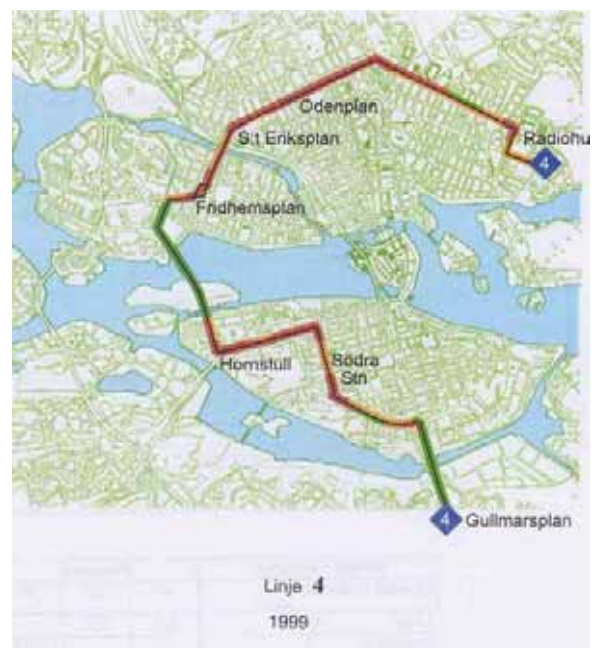 Odenplan
S:t Eriksplan
Radiohu
4
Fridhemsplan
Hornstull
Södra
Stn
4
Gullmarsplan
Linje 4
1999